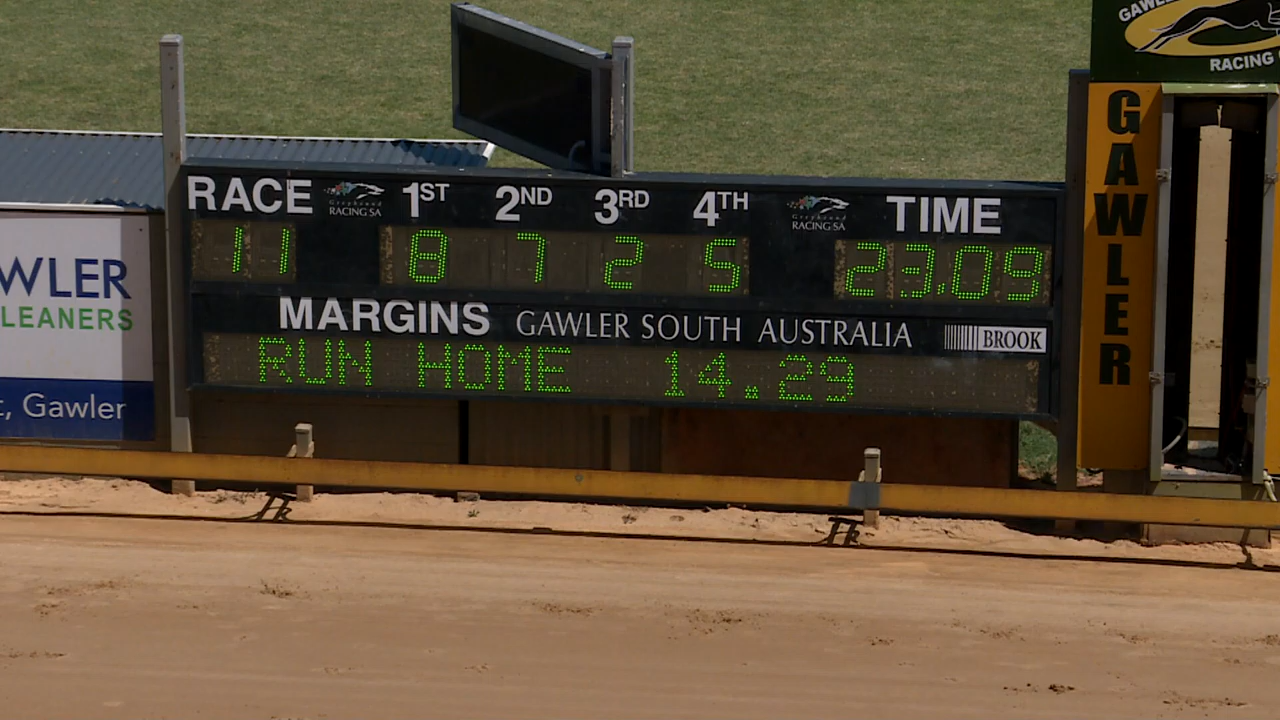 GAWLE
RACING
RACE 1ST 2ND 3RD 4TH TIME
Greyhound RACING SA
Greyhound RACING SA
11 8 7 2 5 23.09
MARGINS GAWLER SOUTH AUSTRALIA BROOK
RUN HOME 14.29
GAWLER
WLER
LEANERS
t, Gawler